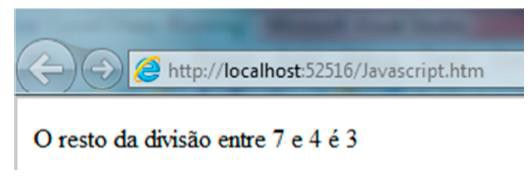 http://localhost:52516/Javascript.htm
O resto da divisão entre 7 e 4 é 3